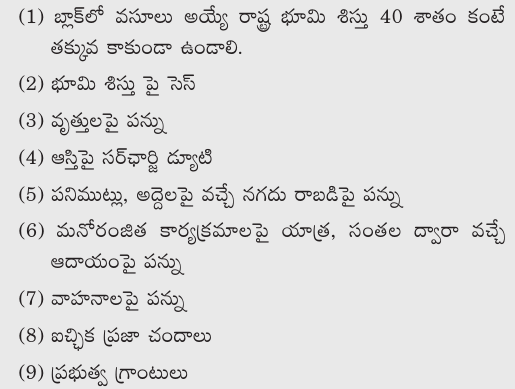 (1) బ్లాక్‌లో వసూలు అయ్యే రాష్ట్ర భూమి శిస్తు 40 శాతం కంటే
తక్కువ కాకుండా ఉండాలి.
(2) భూమి శిస్తు పై సెస్
(3) వృత్తులపై పన్ను
(4) ఆస్తిపై సర్‌ఛార్జి డ్యూటి
(5) పనిముట్లు, అద్దెలపై వచ్చే నగదు రాబడిపై పన్ను
(6) మనోరంజిత కార్యక్రమాలపై యాత్ర, సంతల ద్వారా వచ్చే
ఆదాయంపై పన్ను
(7) వాహనాలపై పన్ను
(8) ఐచ్ఛిక ప్రజా చందాలు
(9) ప్రభుత్వ గ్రాంటులు